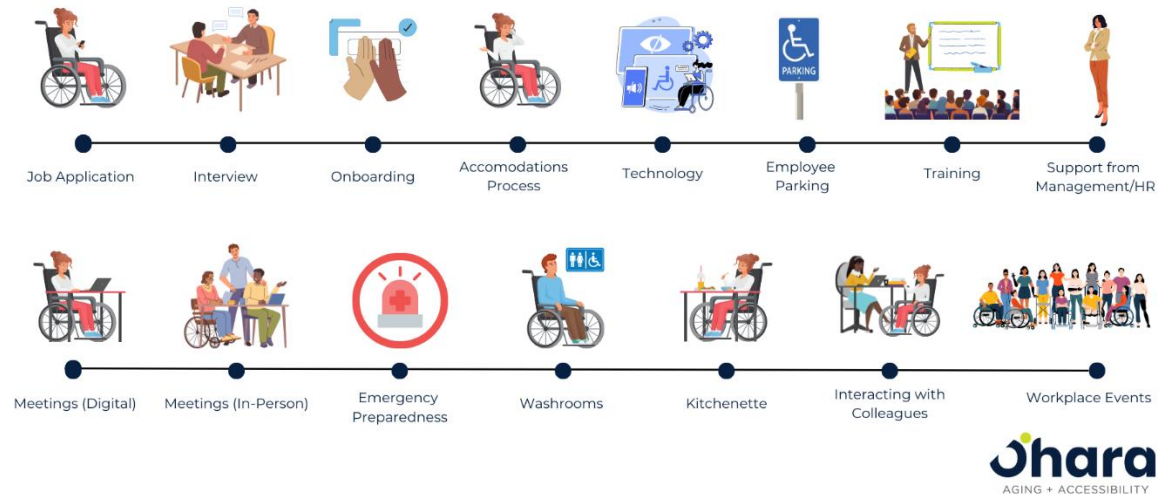 PARKING
Job Application
Interview
Onboarding
Accomodations
Process
Technology
Employee
Parking
Training
Support from
Management/HR
Meetings (Digital)
Meetings (In-Person)
Emergency
Preparedness
Washrooms
Kitchenette
Interacting with
Colleagues
Workplace Events
Ohara
AGING + ACCESSIBILITY